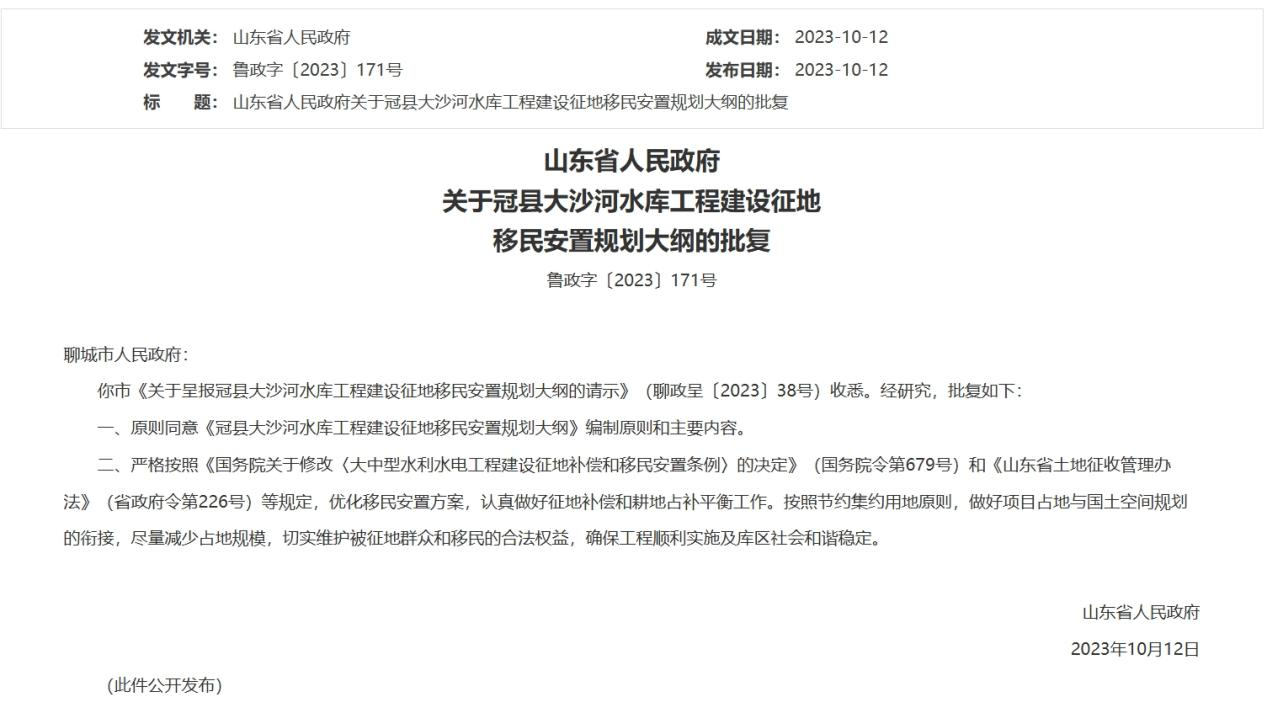 发文机关： 山东省人民政府 成文日期： 2023-10-12
发文字号： 鲁政字〔2023〕171号 发布日期： 2023-10-12
标 题： 山东省人民政府关于冠县大沙河水库工程建设征地移民安置规划大纲的批复
山东省人民政府
关于冠县大沙河水库工程建设征地
移民安置规划大纲的批复
鲁政字〔2023〕171号
聊城市人民政府：
你市《关于呈报冠县大沙河水库工程建设征地移民安置规划大纲的请示》（聊政呈〔2023〕38号）收悉。经研究，批复如下：
一、原则同意《冠县大沙河水库工程建设征地移民安置规划大纲》编制原则和主要内容。
二、严格按照《国务院关于修改〈大中型水利水电工程建设征地补偿和移民安置条例〉的决定》（国务院令第679号）和《山东省土地征收管理办
法》（省政府令第226号）等规定，优化移民安置方案，认真做好征地补偿和耕地占补平衡工作。按照节约集约用地原则，做好项目占地与国土空间规划
的衔接，尽量减少占地规模，切实维护被征地群众和移民的合法权益，确保工程顺利实施及库区社会和谐稳定。
山东省人民政府
2023年10月12日
（此件公开发布）